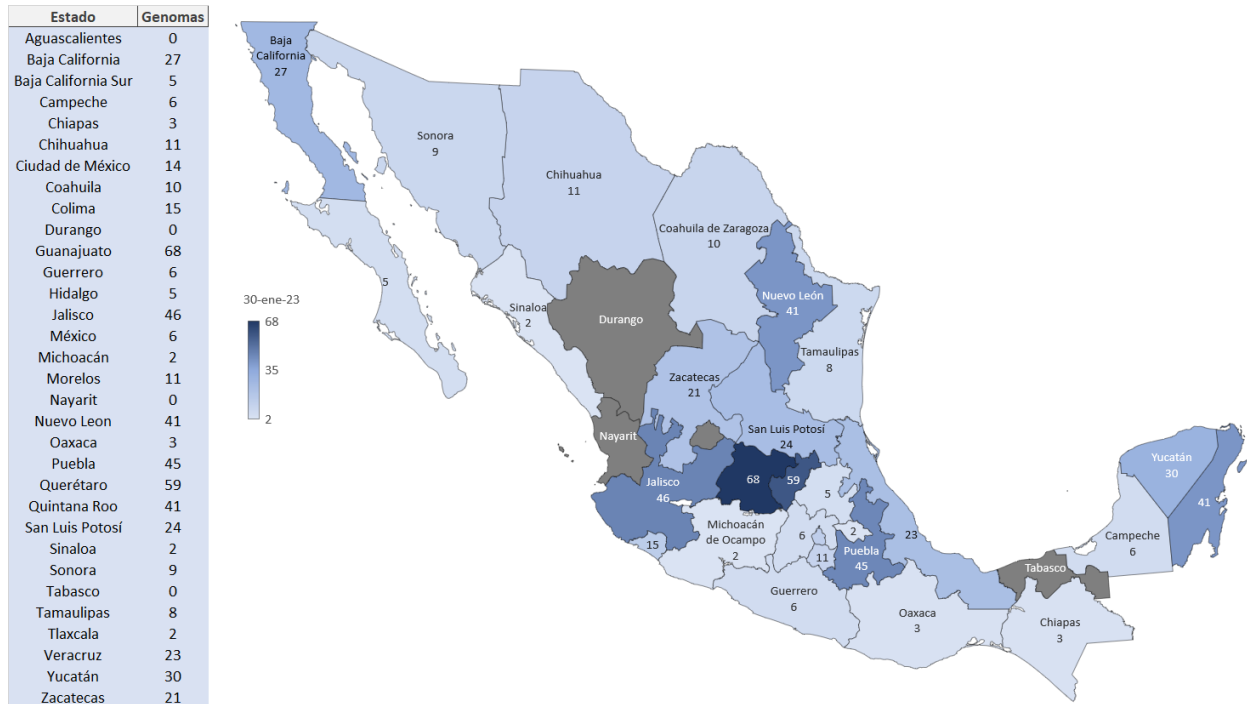 Estado Genomas
Aguascalientes 0
Baja California 27
Baja California Sur 5
Campeche 6
Chiapas 3
Chihuahua 11
Ciudad de México 14
Coahuila 10
Colima 15
Durango 0
Guanajuato 68
Guerrero 6
Hidalgo 5
Jalisco 46
México 6
Michoacán 2
Morelos 11
Nayarit 0
Nuevo Leon 41
Oaxaca 3
Puebla 45
Querétaro 59
Quintana Roo 41
San Luis Potosí 24
Sinaloa 2
Sonora 9
Tabasco 0
Tamaulipas 8
Tlaxcala 2
Veracruz 23
Yucatán 30
Zacatecas 21
Baja
California
27
Sonora
9
Chihuahua
11
Coahuila de Zaragoza
10
5
30-ene-23
68
35
2
Sinaloa
2
Durango
Nuevo León
41
Tamaulipas
8
Zacatecas
21
San Luis Potosí
24
Nayarit
Jalisco
46
68
59
5
Yucatán
30
41
Michoacán
de Ocampo
2
15
6
11
2
Puebla
45
23
Campeche
6
Tabasco
Guerrero
6
Oaxaca
3
Chiapas
3